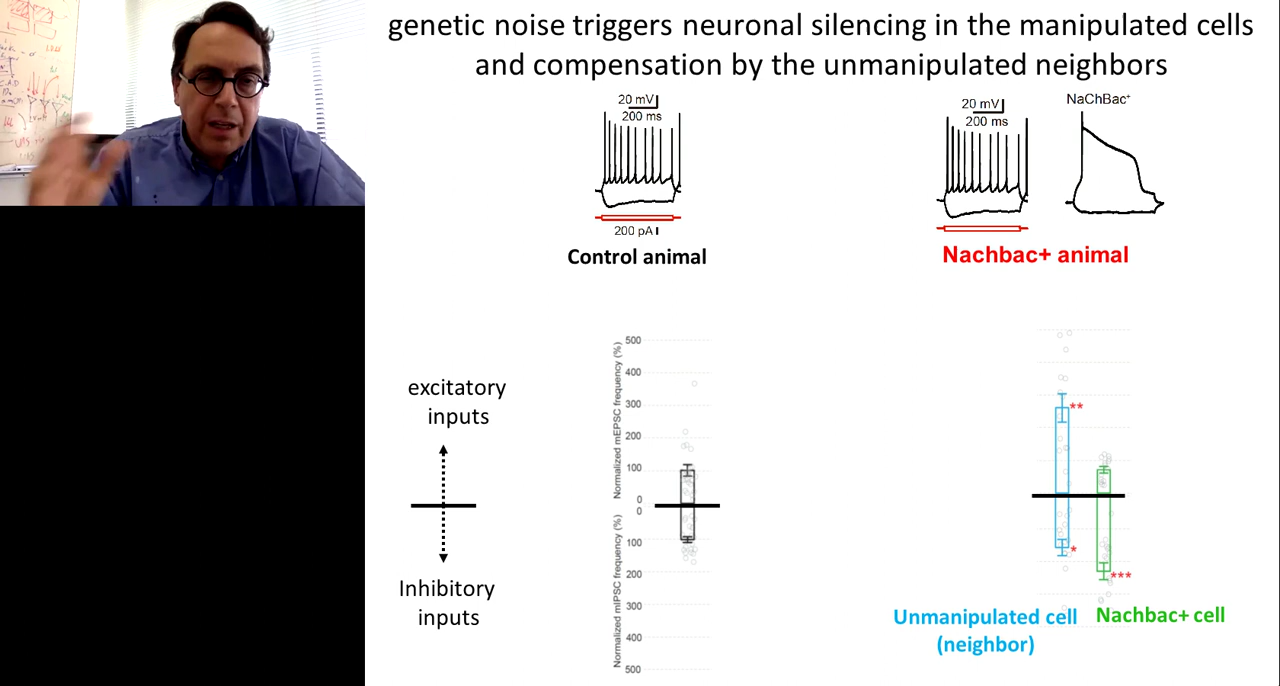 genetic noise triggers neuronal silencing in the manipulated cells
and compensation by the unmanipulated neighbors
20 mV
200 ms
200 pA
Control animal
20 mV
200 ms
NaChBac⁺
Nachbac+ animal
excitatory
inputs
Inhibitory
inputs
Normalized mEPSC frequency (%)
500
400
300
200
100
0
Normalized mIPSC frequency (%)
0
100
200
300
400
500
**
*
***
Unmanipulated cell
(neighbor)
Nachbac+ cell